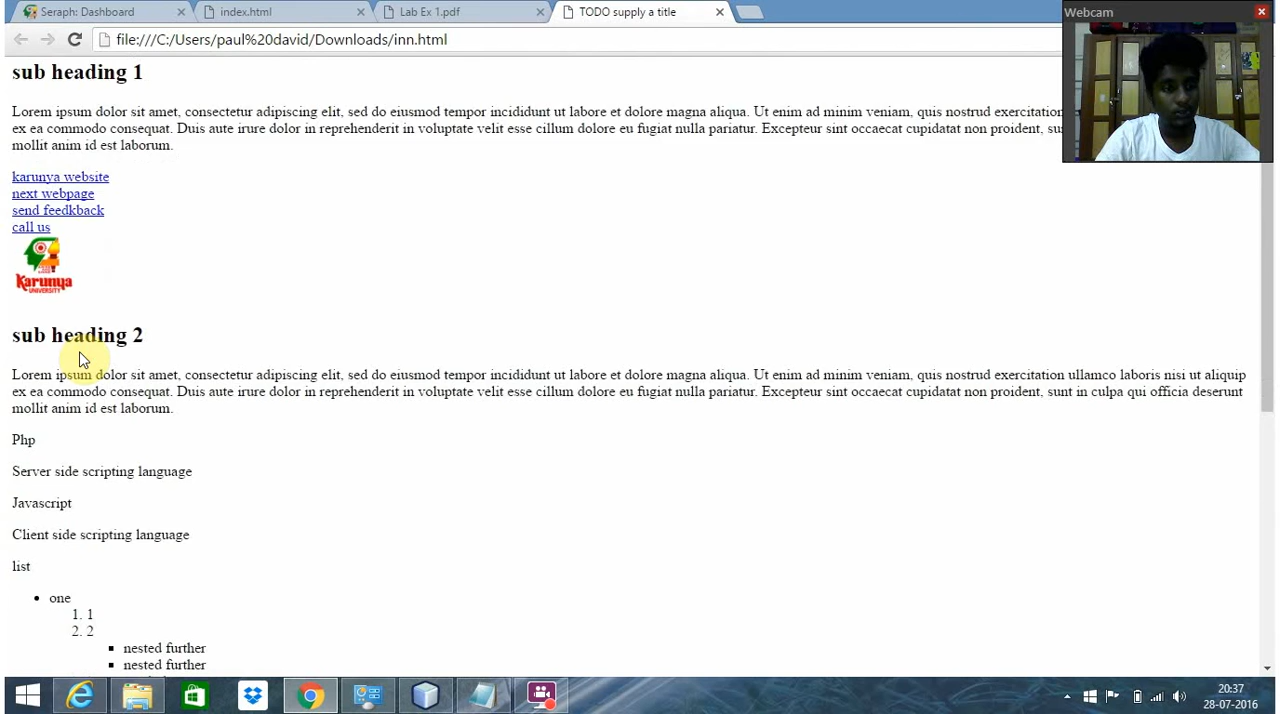 Seraph: Dashboard
index.html
Lab Ex 1.pdf
TODO supply a title
Webcam
file:///C:/Users/paul%20david/Downloads/inn.html
sub heading 1
Lorem ipsum dolor sit amet, consectetur adipiscing elit, sed do eiusmod tempor incididunt ut labore et dolore magna aliqua. Ut enim ad minim veniam, quis nostrud exercitation
ex ea commodo consequat. Duis aute irure dolor in reprehenderit in voluptate velit esse cillum dolore eu fugiat nulla pariatur. Excepteur sint occaecat cupidatat non proident, su
mollit anim id est laborum.
karunya website
next webpage
send feedkback
call us
Karunya
UNIVERSITY
sub heading 2
Lorem ipsum dolor sit amet, consectetur adipiscing elit, sed do eiusmod tempor incididunt ut labore et dolore magna aliqua. Ut enim ad minim veniam, quis nostrud exercitation ullamco laboris nisi ut aliquip
ex ea commodo consequat. Duis aute irure dolor in reprehenderit in voluptate velit esse cillum dolore eu fugiat nulla pariatur. Excepteur sint occaecat cupidatat non proident, sunt in culpa qui officia deserunt
mollit anim id est laborum.
Php
Server side scripting language
Javascript
Client side scripting language
list
• one
1. 1
2. 2
▪ nested further
▪ nested further
20:37
28-07-2016